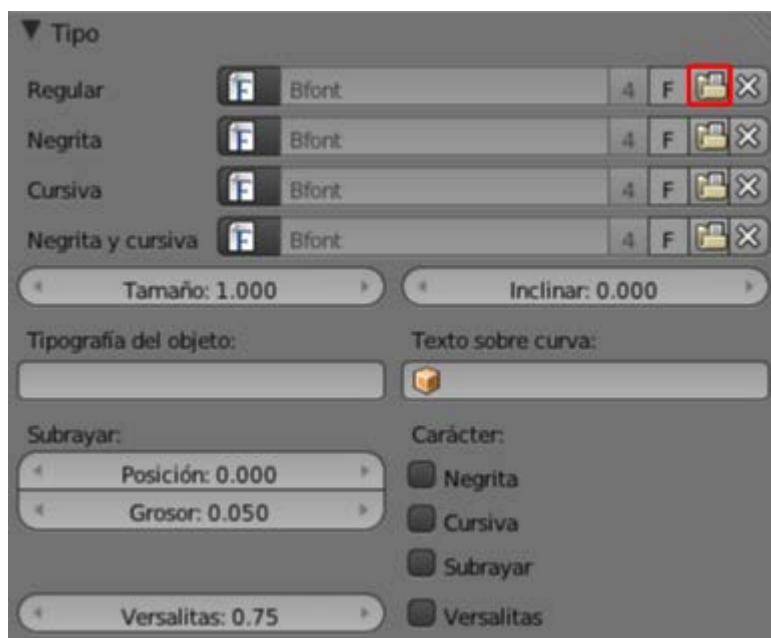 Tipo
Regular Bfont 4 F
Negrita Bfont 4 F
Cursiva Bfont 4 F
Negrita y cursiva Bfont 4 F
Tamaño: 1.000 Inclinar: 0.000
Tipografía del objeto: Texto sobre curva:
Subrayar: Carácter:
Posición: 0.000 Negrita
Grosor: 0.050 Cursiva
Subrayar
Versalitas: 0.75 Versalitas